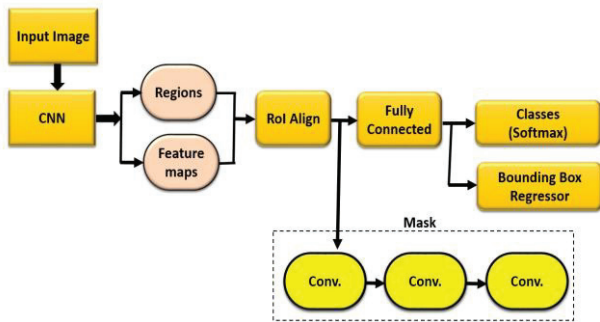 Input Image
CNN
Regions
Feature
maps
RoI Align
Fully
Connected
Classes
(Softmax)
Bounding Box
Regressor
Mask
Conv.
Conv.
Conv.